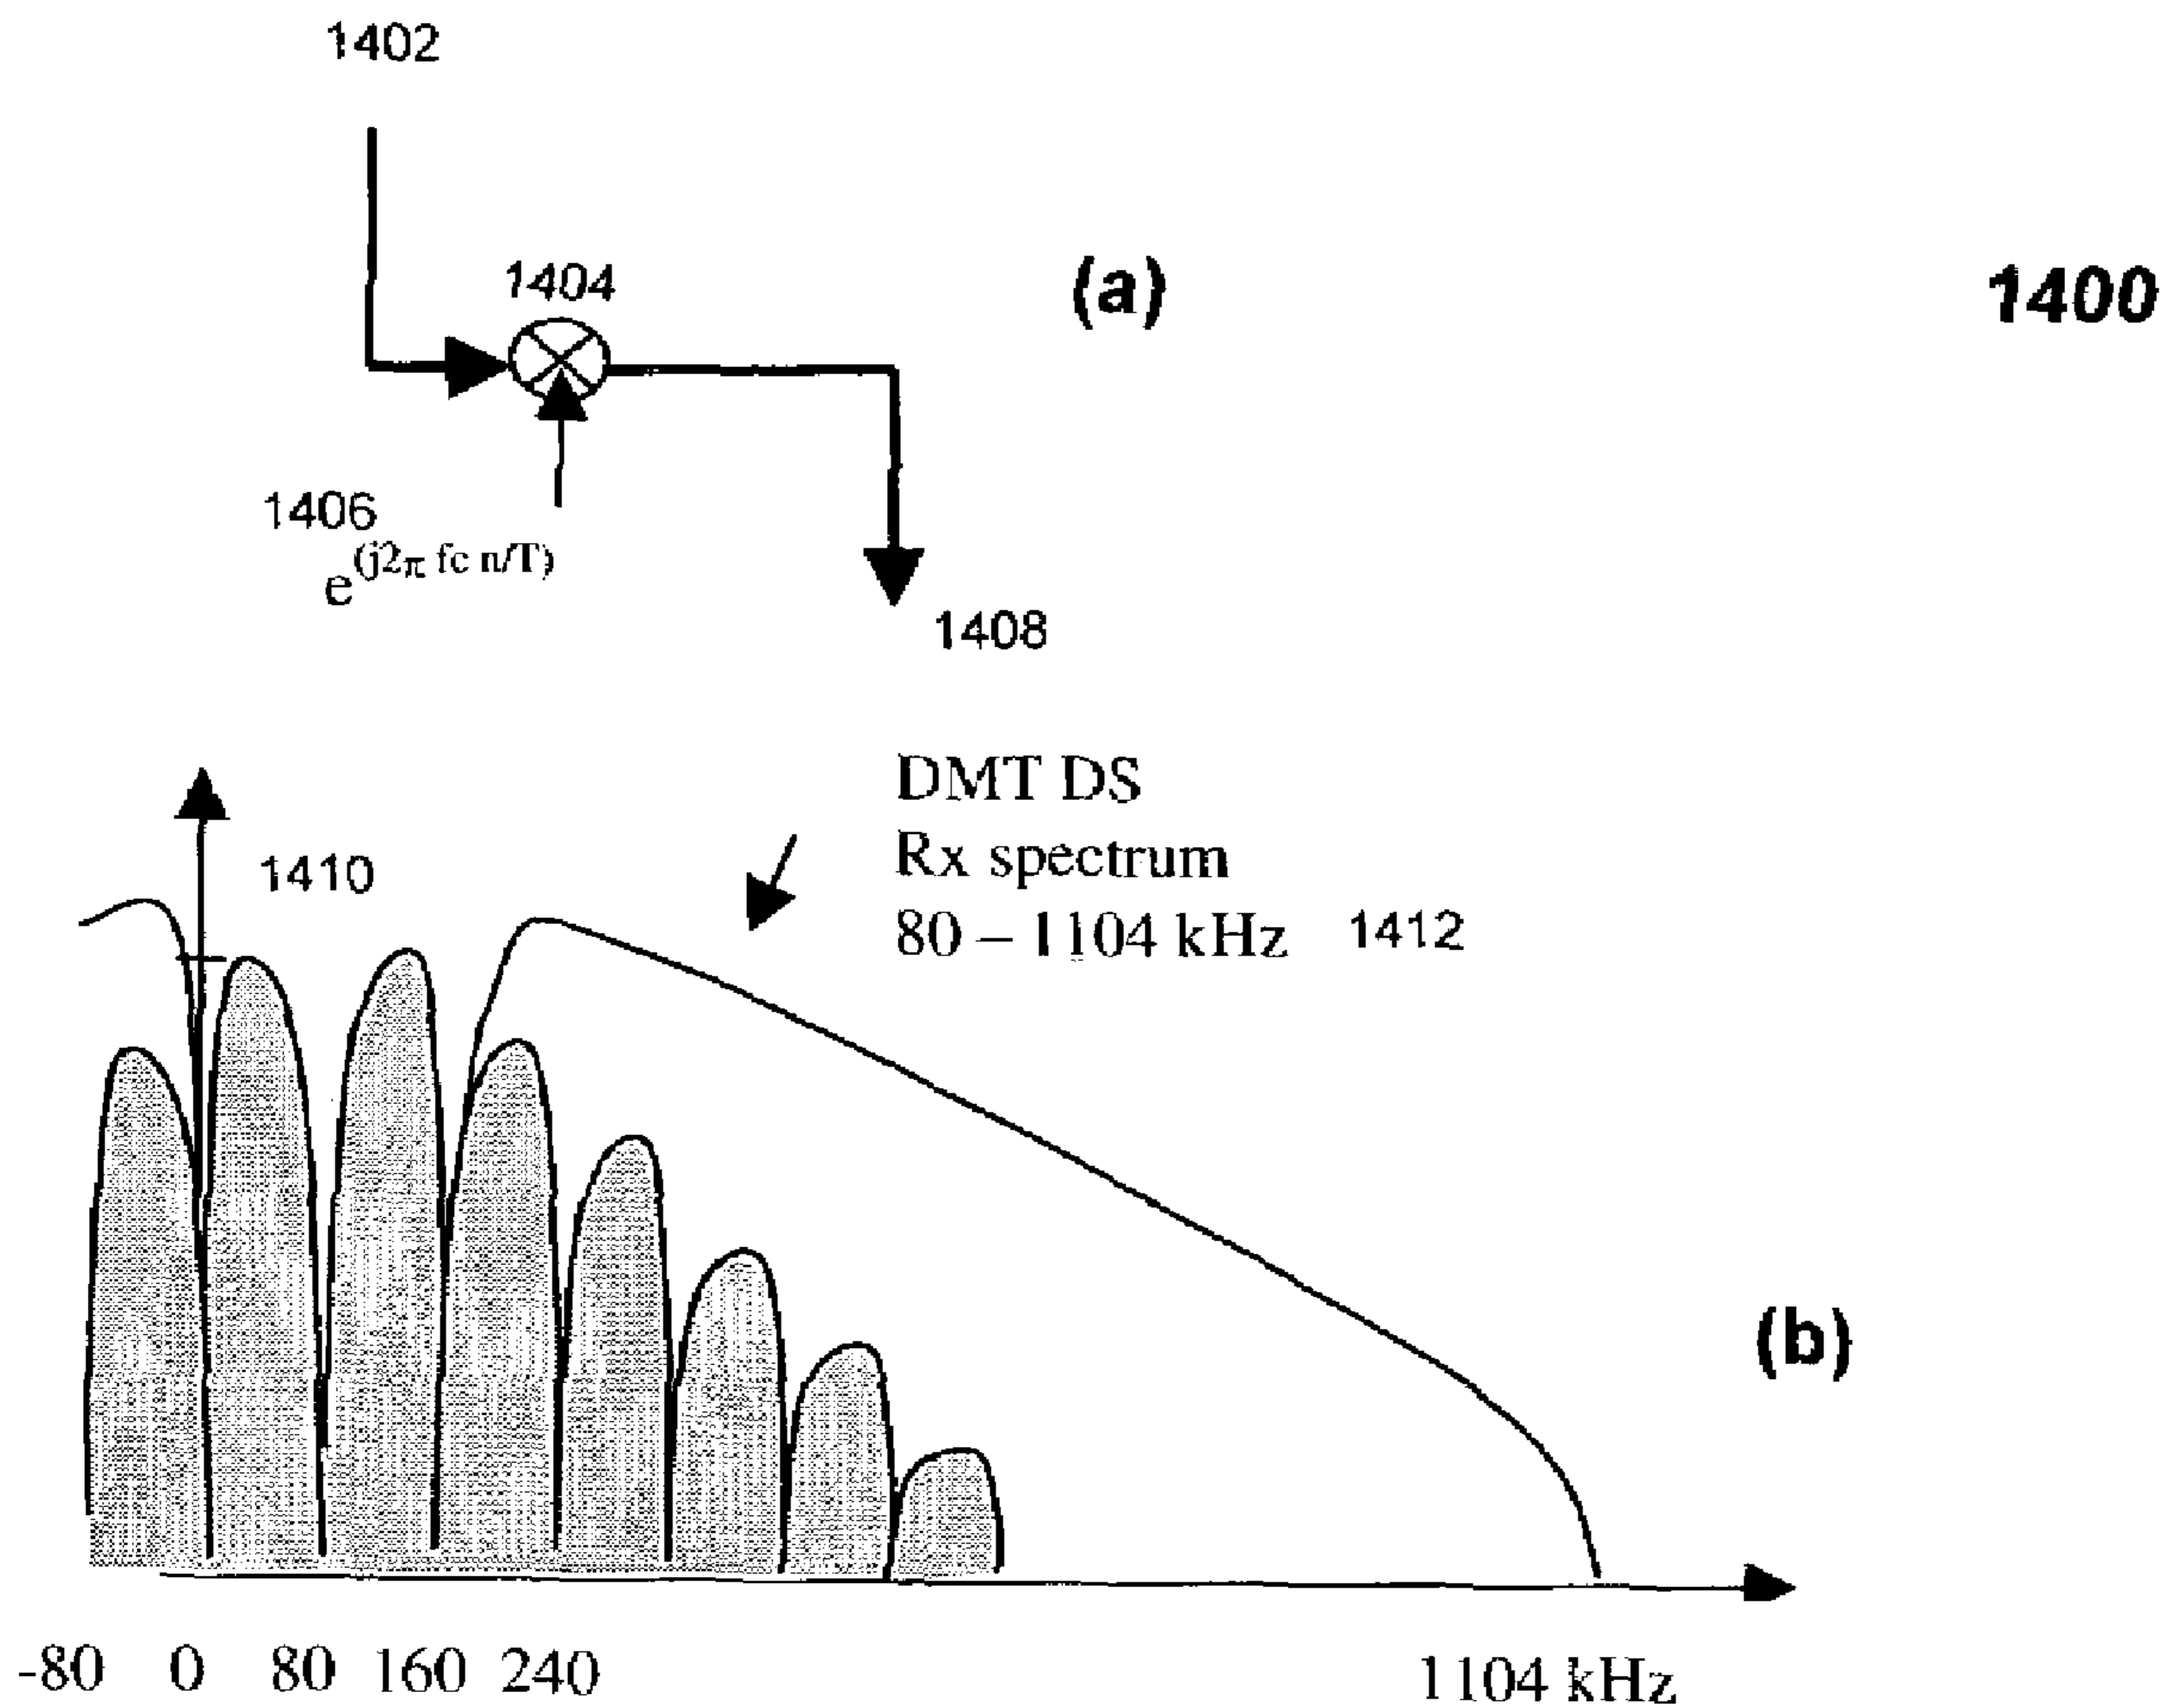 1402
1404
(a)
1400
1406
e^(j2π fc n/T)
1408
DMT DS
1410
Rx spectrum
80 – 1104 kHz 1412
(b)
-80 0 80 160 240 1104 kHz